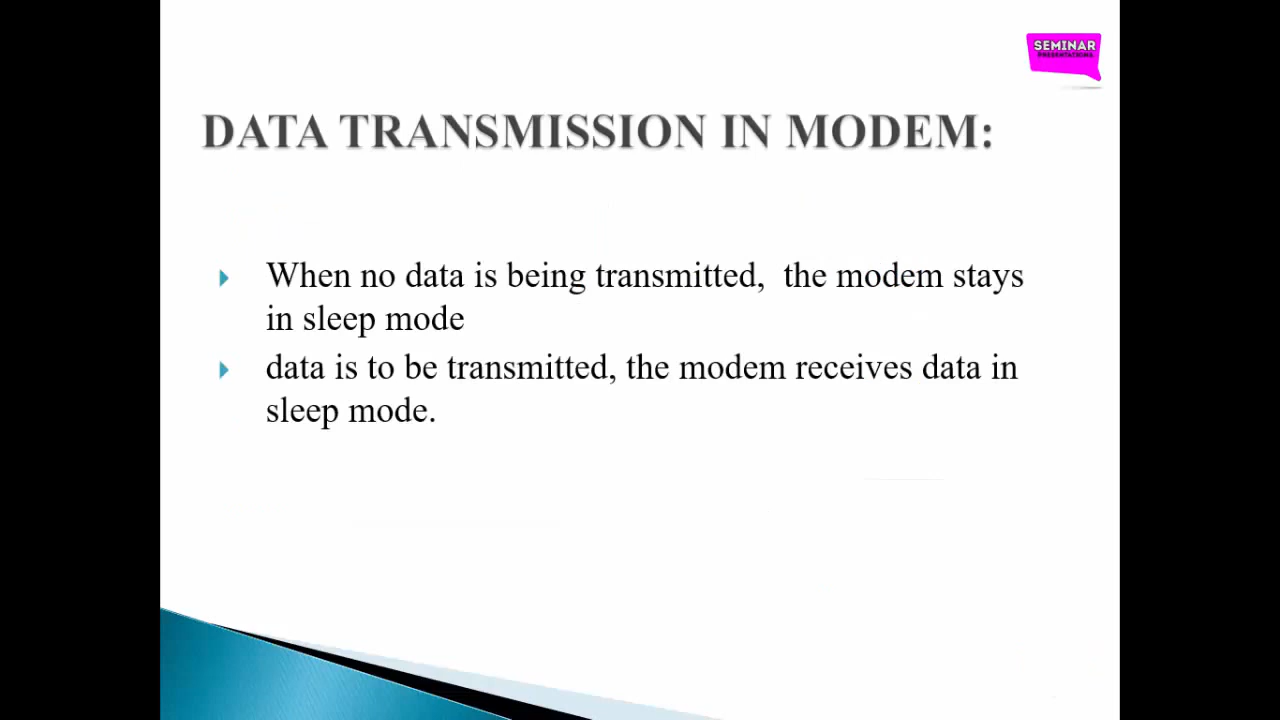 SEMINAR
PRESENTATIONS
DATA TRANSMISSION IN MODEM:
When no data is being transmitted,  the modem stays
in sleep mode
data is to be transmitted, the modem receives data in
sleep mode.